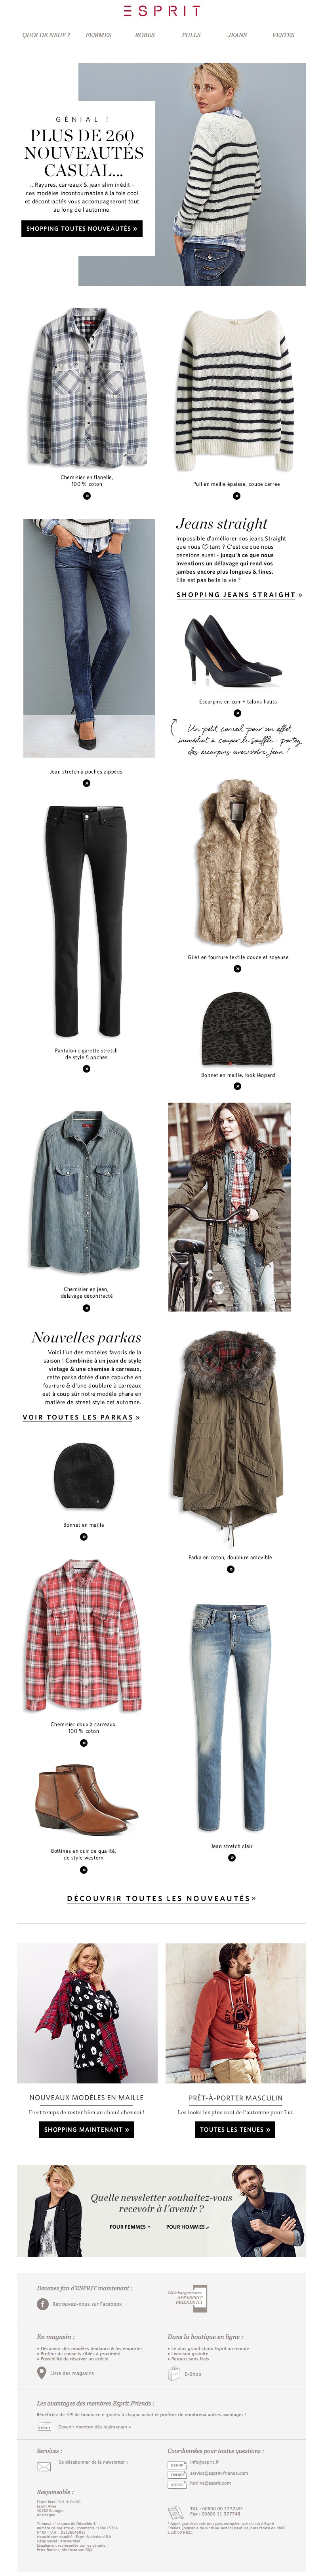 ESPRIT
QUOI DE NEUF ? FEMMES ROBES PULLS JEANS VESTES
GÉNIAL !
PLUS DE 260
NOUVEAUTÉS
CASUAL...
...Rayures, carreaux & jean slim inédit -
ces modèles incontournables à la fois cool
et décontractés vous accompagneront tout
au long de l'automne.
SHOPPING TOUTES NOUVEAUTÉS »
Chemisier en flanelle,
100 % coton
Pull en maille épaisse, coupe carrée
Jeans straight
Impossible d'améliorer nos jeans Straight
que nous ♡ tant ? C'est ce que nous
pensions aussi - jusqu'à ce que nous
inventions un délavage qui rend vos
jambes encore plus longues & fines.
Elle est pas belle la vie ?
SHOPPING JEANS STRAIGHT »
Escarpins en cuir + talons hauts
Un petit conseil pour un effet
immédiat à couper le souffle : portez
des escarpins avec votre jean !
Jean stretch à poches zippées
Gilet en fourrure textile douce et soyeuse
Pantalon cigarette stretch
de style 5 poches
Bonnet en maille, look léopard
Chemisier en jean,
délavage décontracté
Nouvelles parkas
Voici l'un des modèles favoris de la
saison ! Combinée à un jean de style
vintage & une chemise à carreaux,
cette parka dotée d'une capuche en
fourrure & d'une doublure à carreaux
est à coup sûr notre modèle phare en
matière de street style cet automne.
VOIR TOUTES LES PARKAS »
Bonnet en maille
Parka en coton, doublure amovible
Chemisier doux à carreaux,
100 % coton
Bottines en cuir de qualité,
de style western
Jean stretch clair
DÉCOUVRIR TOUTES LES NOUVEAUTÉS »
NOUVEAUX MODÈLES EN MAILLE
Il est temps de rester bien au chaud chez soi !
SHOPPING MAINTENANT »
PRÊT-À-PORTER MASCULIN
Les looks les plus cool de l'automne pour Lui.
TOUTES LES TENUES »
Quelle newsletter souhaitez-vous
recevoir à l'avenir ?
POUR FEMMES » POUR HOMMES »
Devenez fan d'ESPRIT maintenant :
Retrouvez-nous sur Facebook
Téléchargements
APP ESPRIT
FRIENDS ICI
En magasin :
• Découvrir des modèles tendance & les emporter
• Profiter de conseils ciblés à proximité
• Possibilité de réserver un article
Liste des magasins
Dans la boutique en ligne :
• Le plus grand choix Esprit au monde
• Livraison gratuite
• Retours sans frais
E-Shop
Les avantages des membres Esprit Friends :
Bénéficiez de 3 % de bonus en e-points à chaque achat et profitez de nombreux autres avantages !
Devenir membre dès maintenant »
Services :
Se désabonner de la newsletter »
Coordonnées pour toutes questions :
E-SHOP
info@esprit.fr
FRIENDS
service@esprit-friends.com
STORES
hotline@esprit.com
Responsable :
Esprit Retail B.V. & Co.KG
Esprit-Allee
40882 Ratingen
Allemagne
Tél. : 00800 00 377748*